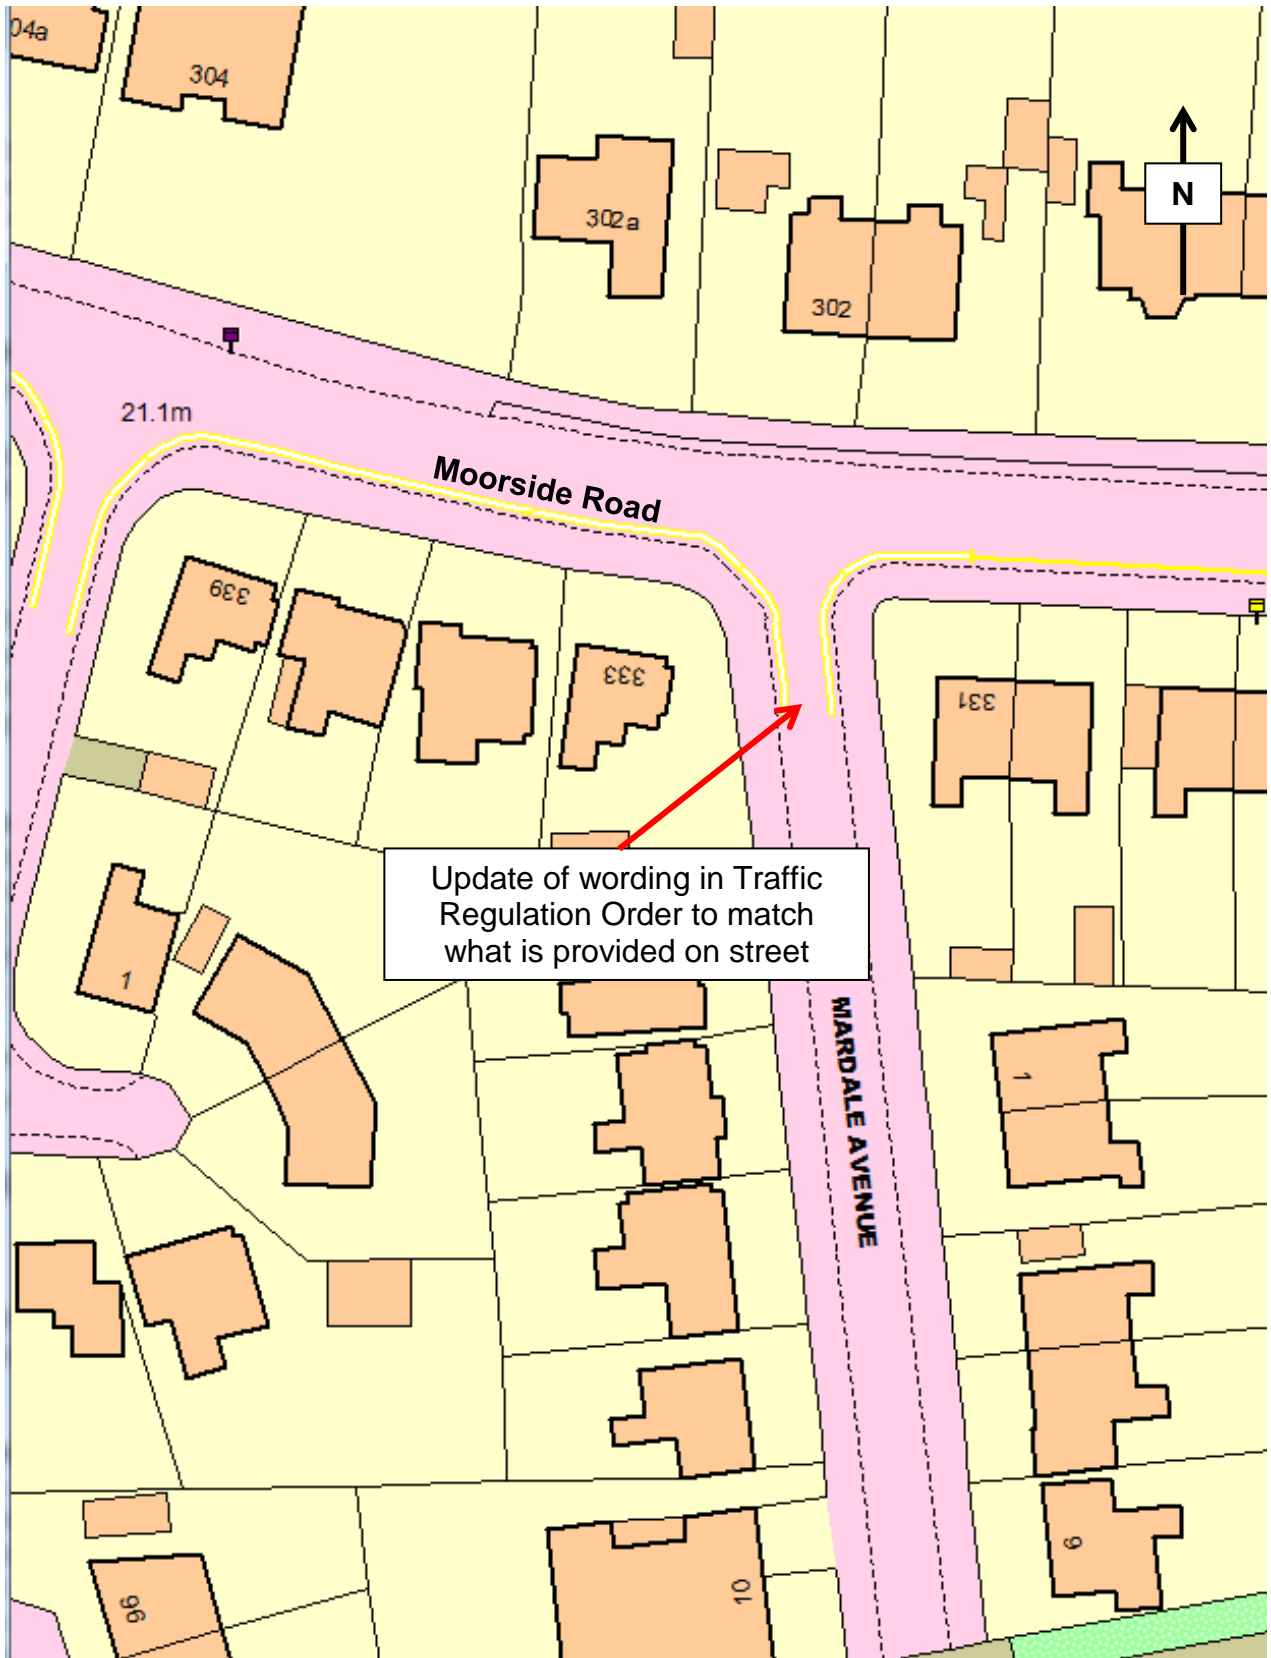 04a
304
302a
302
N
21.1m
Moorside Road
339
333
331
Update of wording in Traffic
Regulation Order to match
what is provided on street
1
MARDALE AVENUE
1
96
10
9